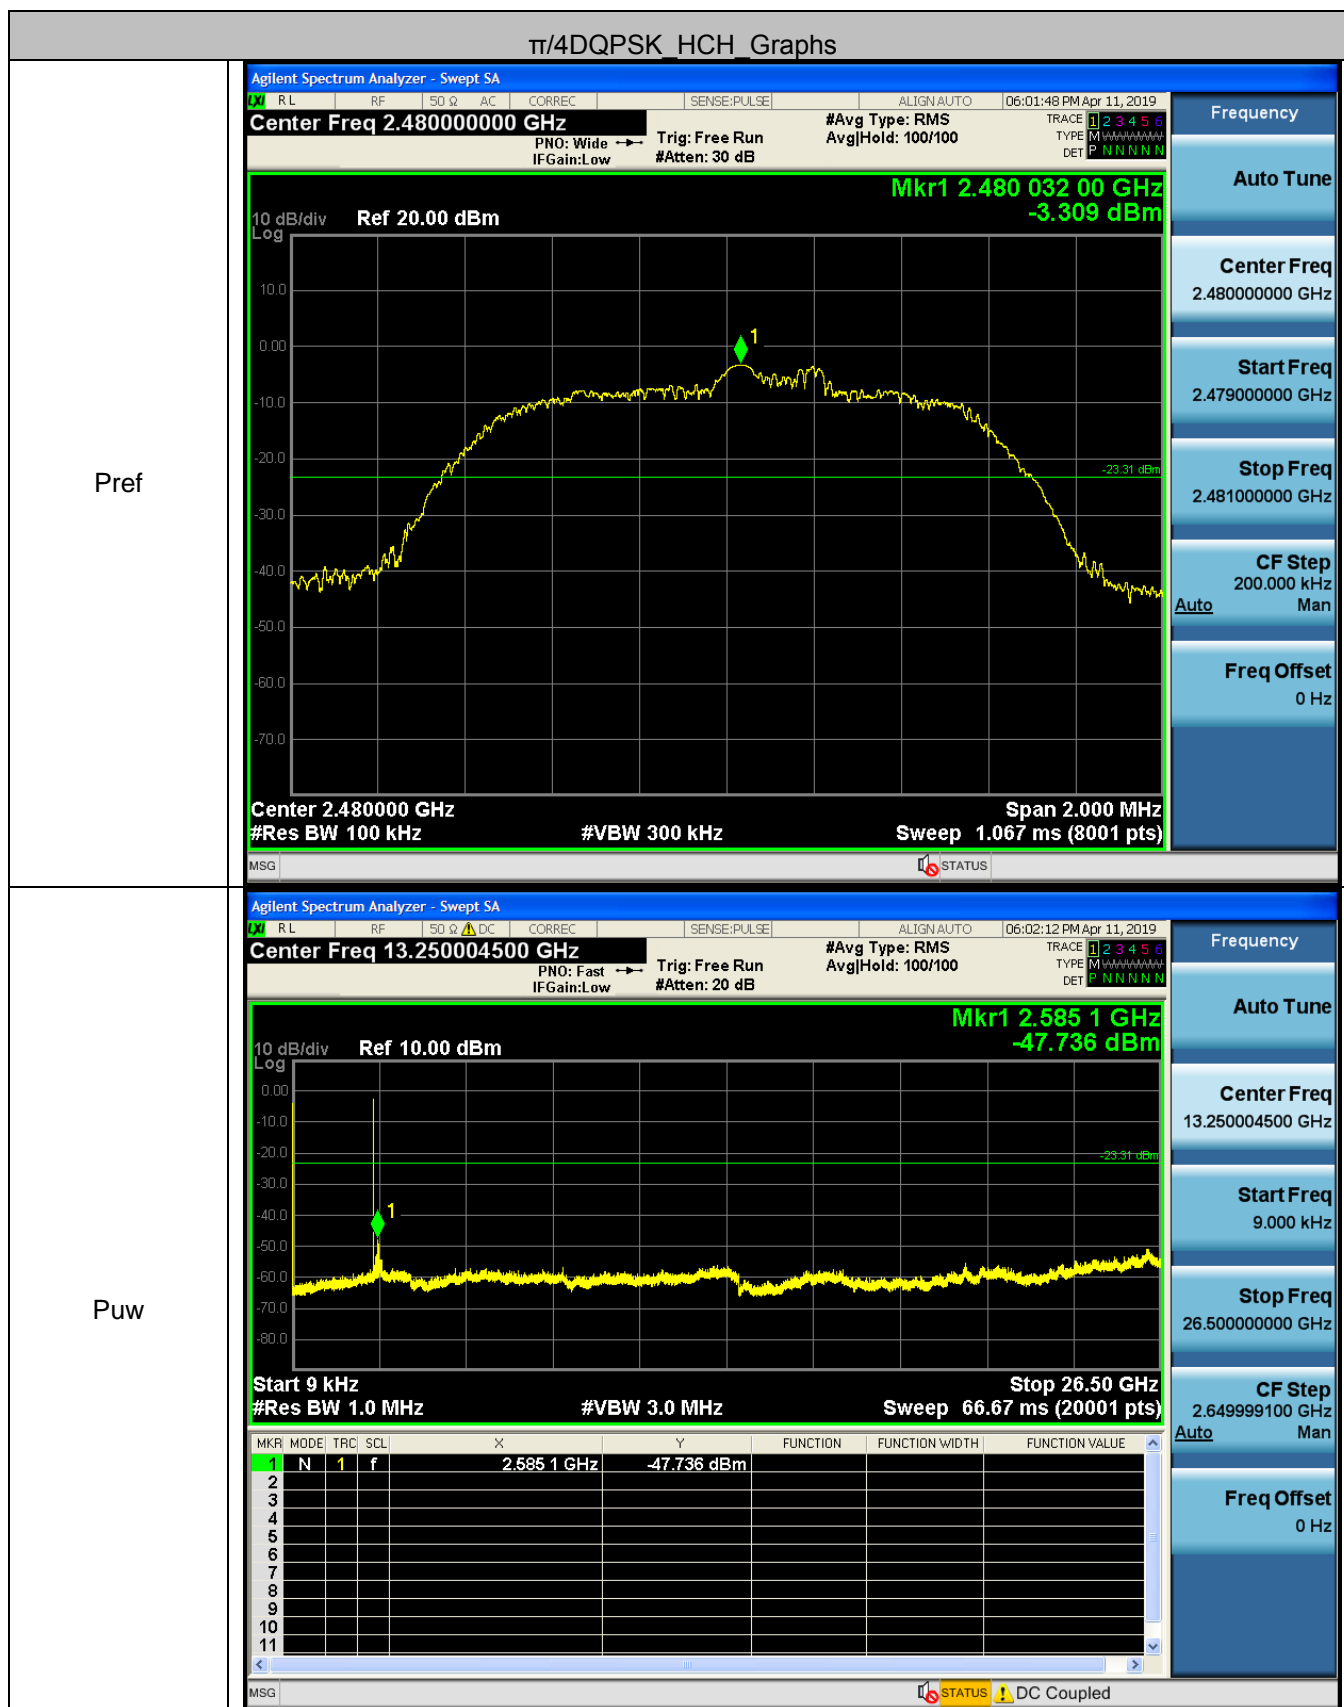 π/4DQPSK_HCH_Graphs
Pref
Agilent Spectrum Analyzer - Swept SA
LXI RL RF 50 Ω AC CORREC SENSE:PULSE ALIGN AUTO 06:01:48 PM Apr 11, 2019
Center Freq 2.480000000 GHz
PNO: Wide
IFGain:Low
Trig: Free Run
#Atten: 30 dB
#Avg Type: RMS
Avg|Hold: 100/100
TRACE 1 2 3 4 5 6
TYPE M
DET P N N N N N
Mkr1 2.480 032 00 GHz
-3.309 dBm
10 dB/div
Log
Ref 20.00 dBm
10.0
0.00
-10.0
-20.0
-30.0
-40.0
-50.0
-60.0
-70.0
1
-23.31 dBm
Center 2.480000 GHz
Span 2.000 MHz
#Res BW 100 kHz
#VBW 300 kHz
Sweep 1.067 ms (8001 pts)
MSG
STATUS
Frequency
Auto Tune
Center Freq
2.480000000 GHz
Start Freq
2.479000000 GHz
Stop Freq
2.481000000 GHz
CF Step
200.000 kHz
Auto Man
Freq Offset
0 Hz
Puw
Agilent Spectrum Analyzer - Swept SA
LXI RL RF 50 Ω DC CORREC SENSE:PULSE ALIGN AUTO 06:02:12 PM Apr 11, 2019
Center Freq 13.250004500 GHz
PNO: Fast
IFGain:Low
Trig: Free Run
#Atten: 20 dB
#Avg Type: RMS
Avg|Hold: 100/100
TRACE 1 2 3 4 5 6
TYPE M
DET P N N N N N
Mkr1 2.585 1 GHz
-47.736 dBm
10 dB/div
Log
Ref 10.00 dBm
0.00
-10.0
-20.0
-30.0
-40.0
-50.0
-60.0
-70.0
-80.0
1
-23.31 dBm
Start 9 kHz
Stop 26.50 GHz
#Res BW 1.0 MHz
#VBW 3.0 MHz
Sweep 66.67 ms (20001 pts)
MKR MODE TRC SCL X Y FUNCTION FUNCTION WIDTH FUNCTION VALUE
1 N 1 f 2.585 1 GHz -47.736 dBm
2
3
4
5
6
7
8
9
10
11
MSG
STATUS
DC Coupled
Frequency
Auto Tune
Center Freq
13.250004500 GHz
Start Freq
9.000 kHz
Stop Freq
26.500000000 GHz
CF Step
2.649999100 GHz
Auto Man
Freq Offset
0 Hz